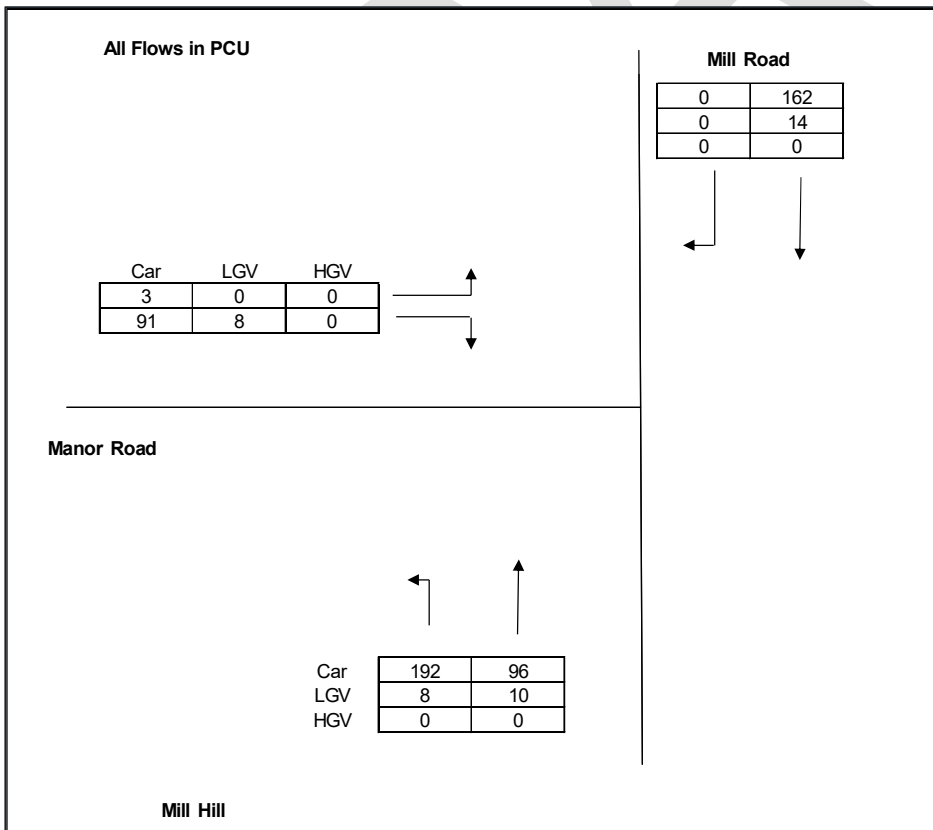 All Flows in PCU
Mill Road
0 162
0 14
0 0
Car LGV HGV
3 0 0
91 8 0
Manor Road
Car 192 96
LGV 8 10
HGV 0 0
Mill Hill